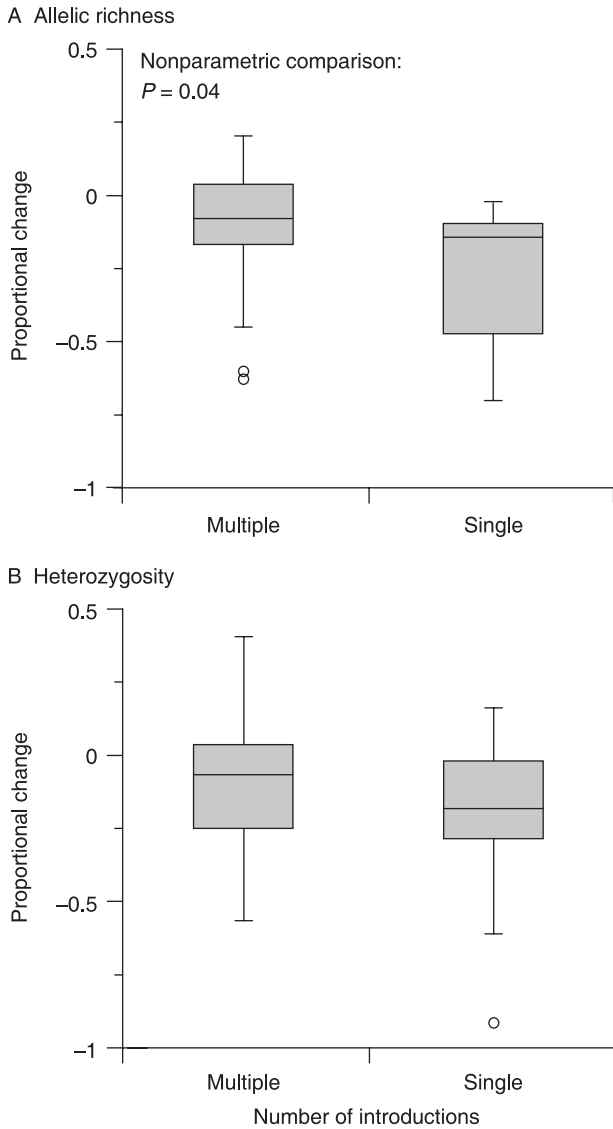 A Allelic richness
0.5
Nonparametric comparison:
P = 0.04
0
Proportional change
–0.5
–1
Multiple
Single
B Heterozygosity
0.5
0
Proportional change
–0.5
–1
Multiple
Single
Number of introductions